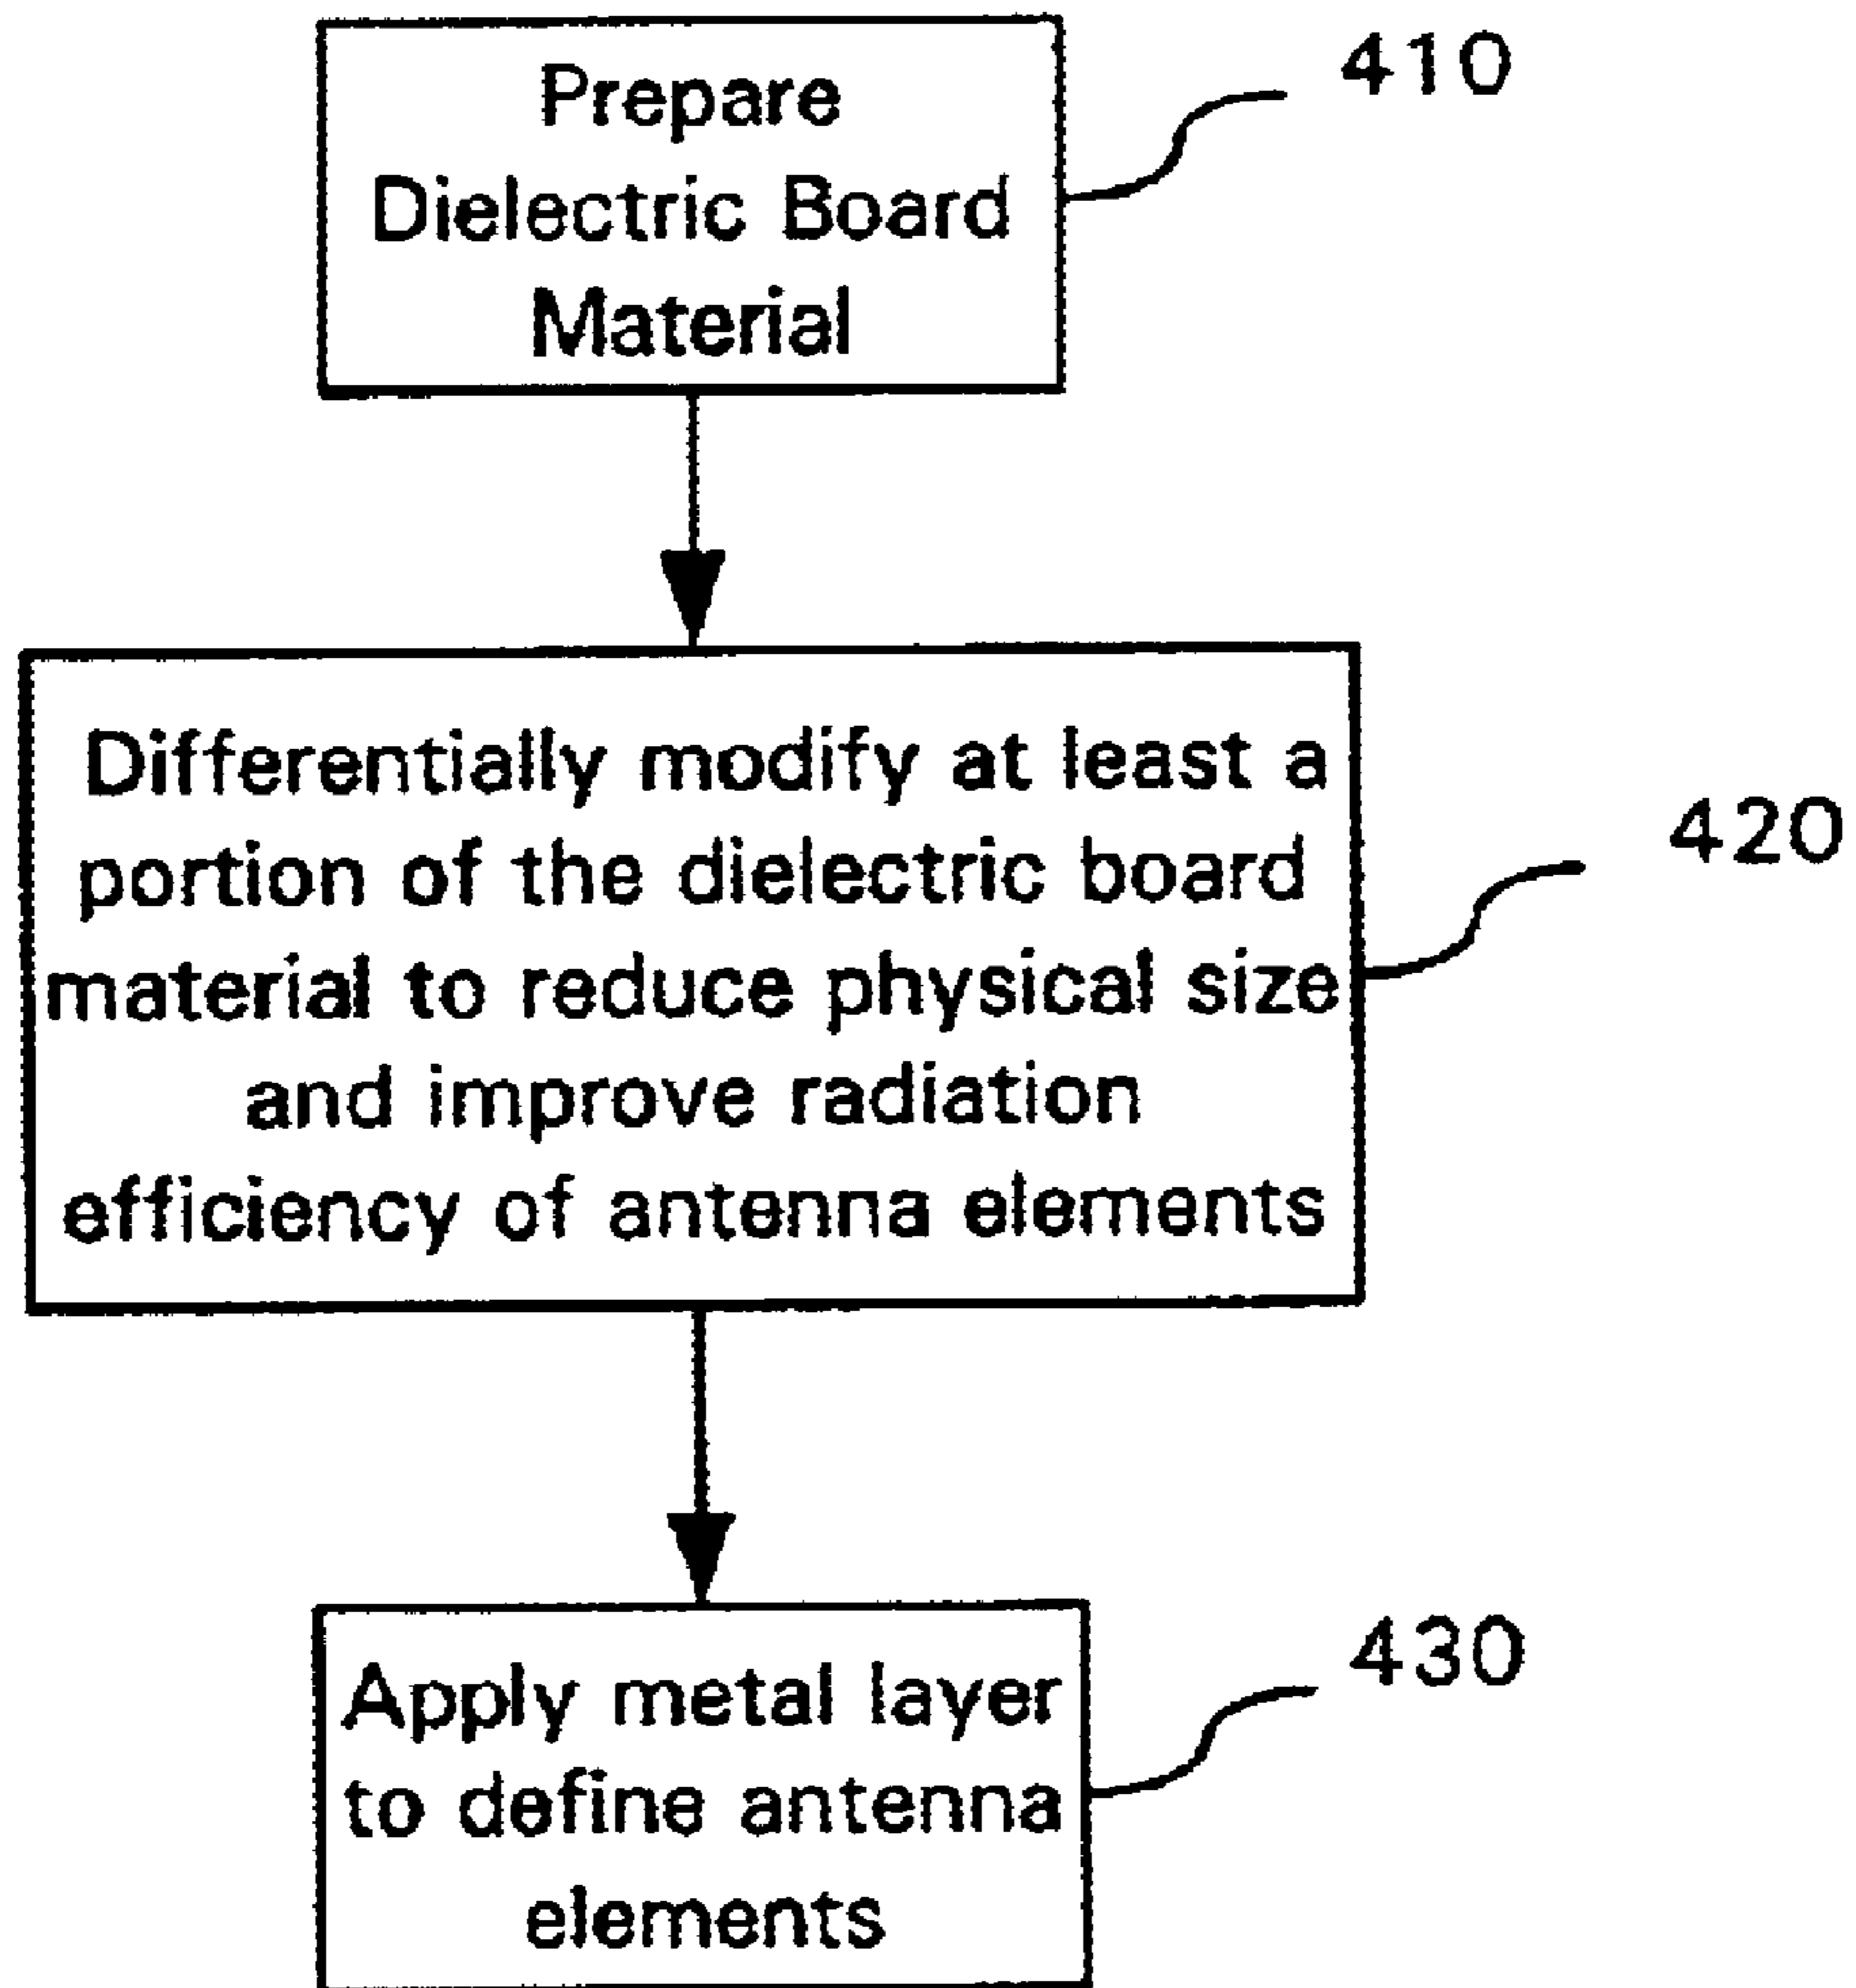 Prepare
Dielectric Board
Material
410
Differentially modify at least a
portion of the dielectric board
material to reduce physical size
and improve radiation
efficiency of antenna elements
420
Apply metal layer
to define antenna
elements
430